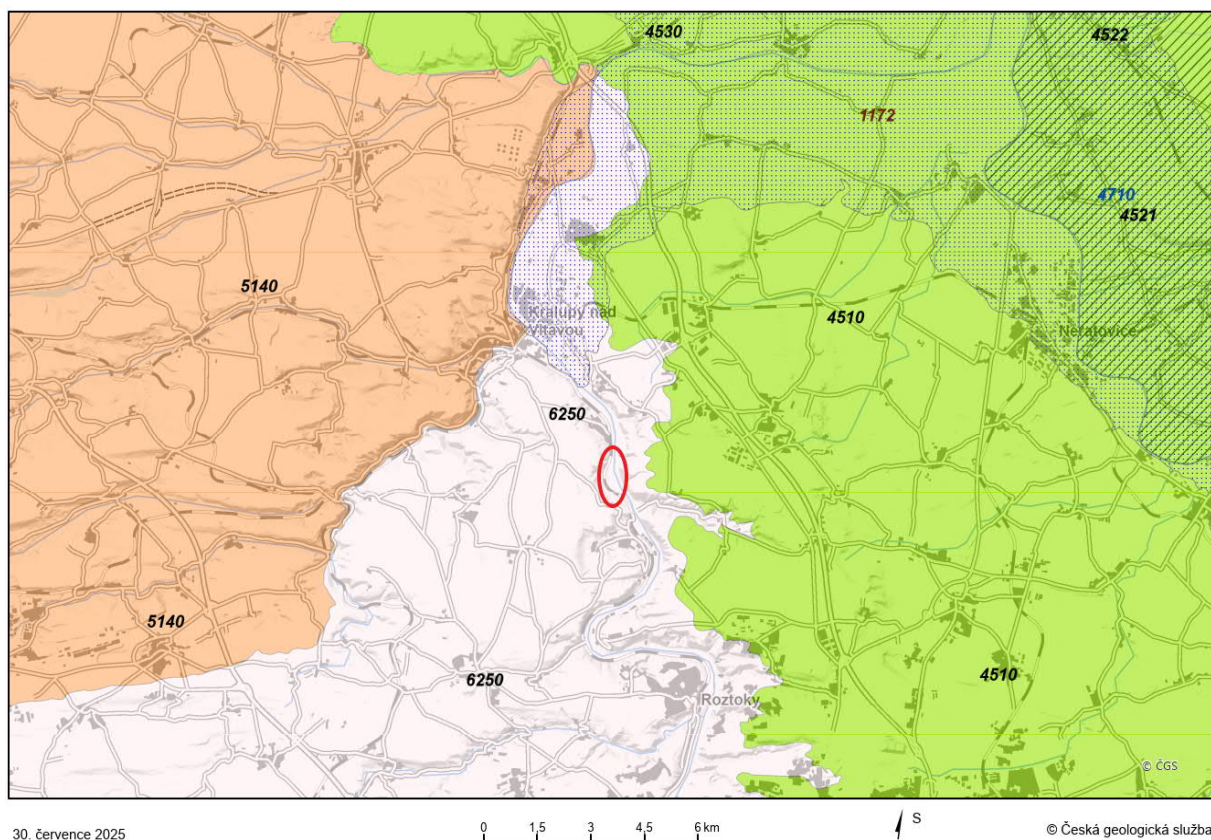 4530
4522
1172
4710
4521
5140
Kralupy nad
Vltavou
4510
Neratovice
6250
5140
6250
Roztoky
4510
© ČGS
30. července 2025
0 1,5 3 4,5 6 km
S
© Česká geologická služba